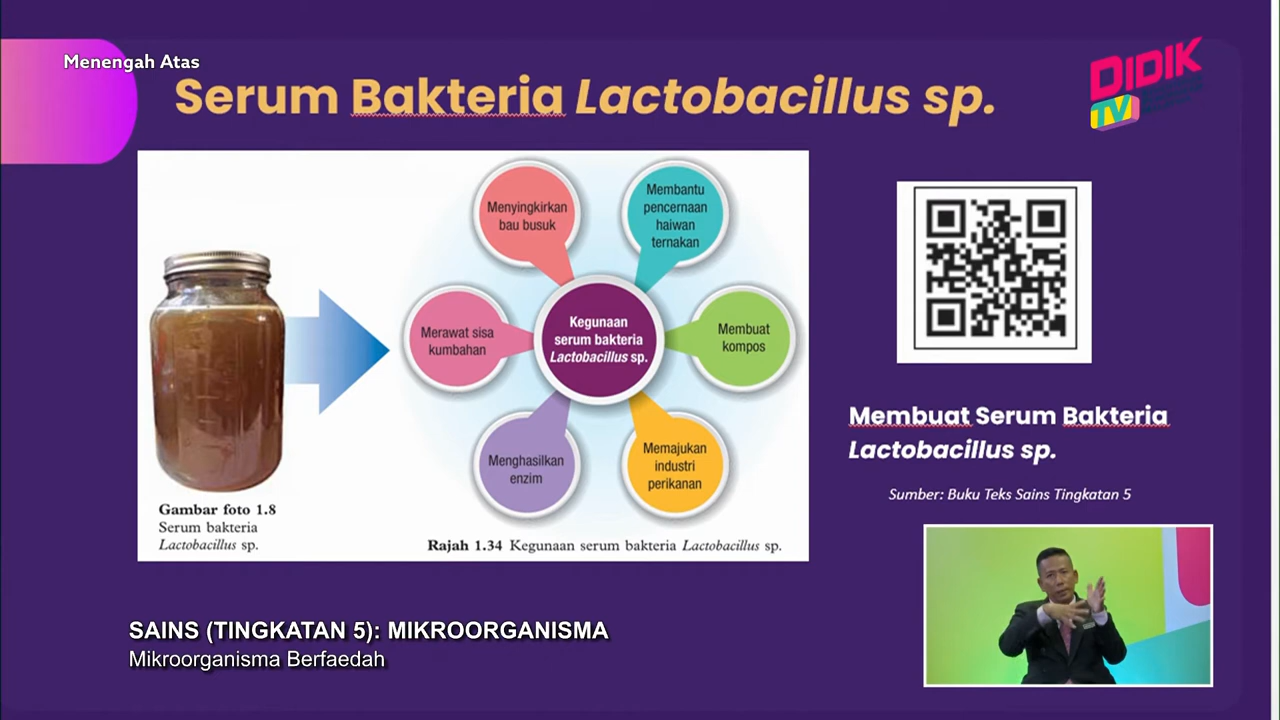 Menengah Atas
Serum Bakteria Lactobacillus sp.
DIDIK
TV
Menyingkirkan
bau busuk
Membantu
pencernaan
haiwan
ternakan
Merawat sisa
kumbahan
Kegunaan
serum bakteria
Lactobacillus sp.
Membuat
kompos
Menghasilkan
enzim
Memajukan
industri
perikanan
Gambar foto 1.8
Serum bakteria
Lactobacillus sp.
Rajah 1.34 Kegunaan serum bakteria Lactobacillus sp.
Membuat Serum Bakteria
Lactobacillus sp.
Sumber: Buku Teks Sains Tingkatan 5
SAINS (TINGKATAN 5): MIKROORGANISMA
Mikroorganisma Berfaedah